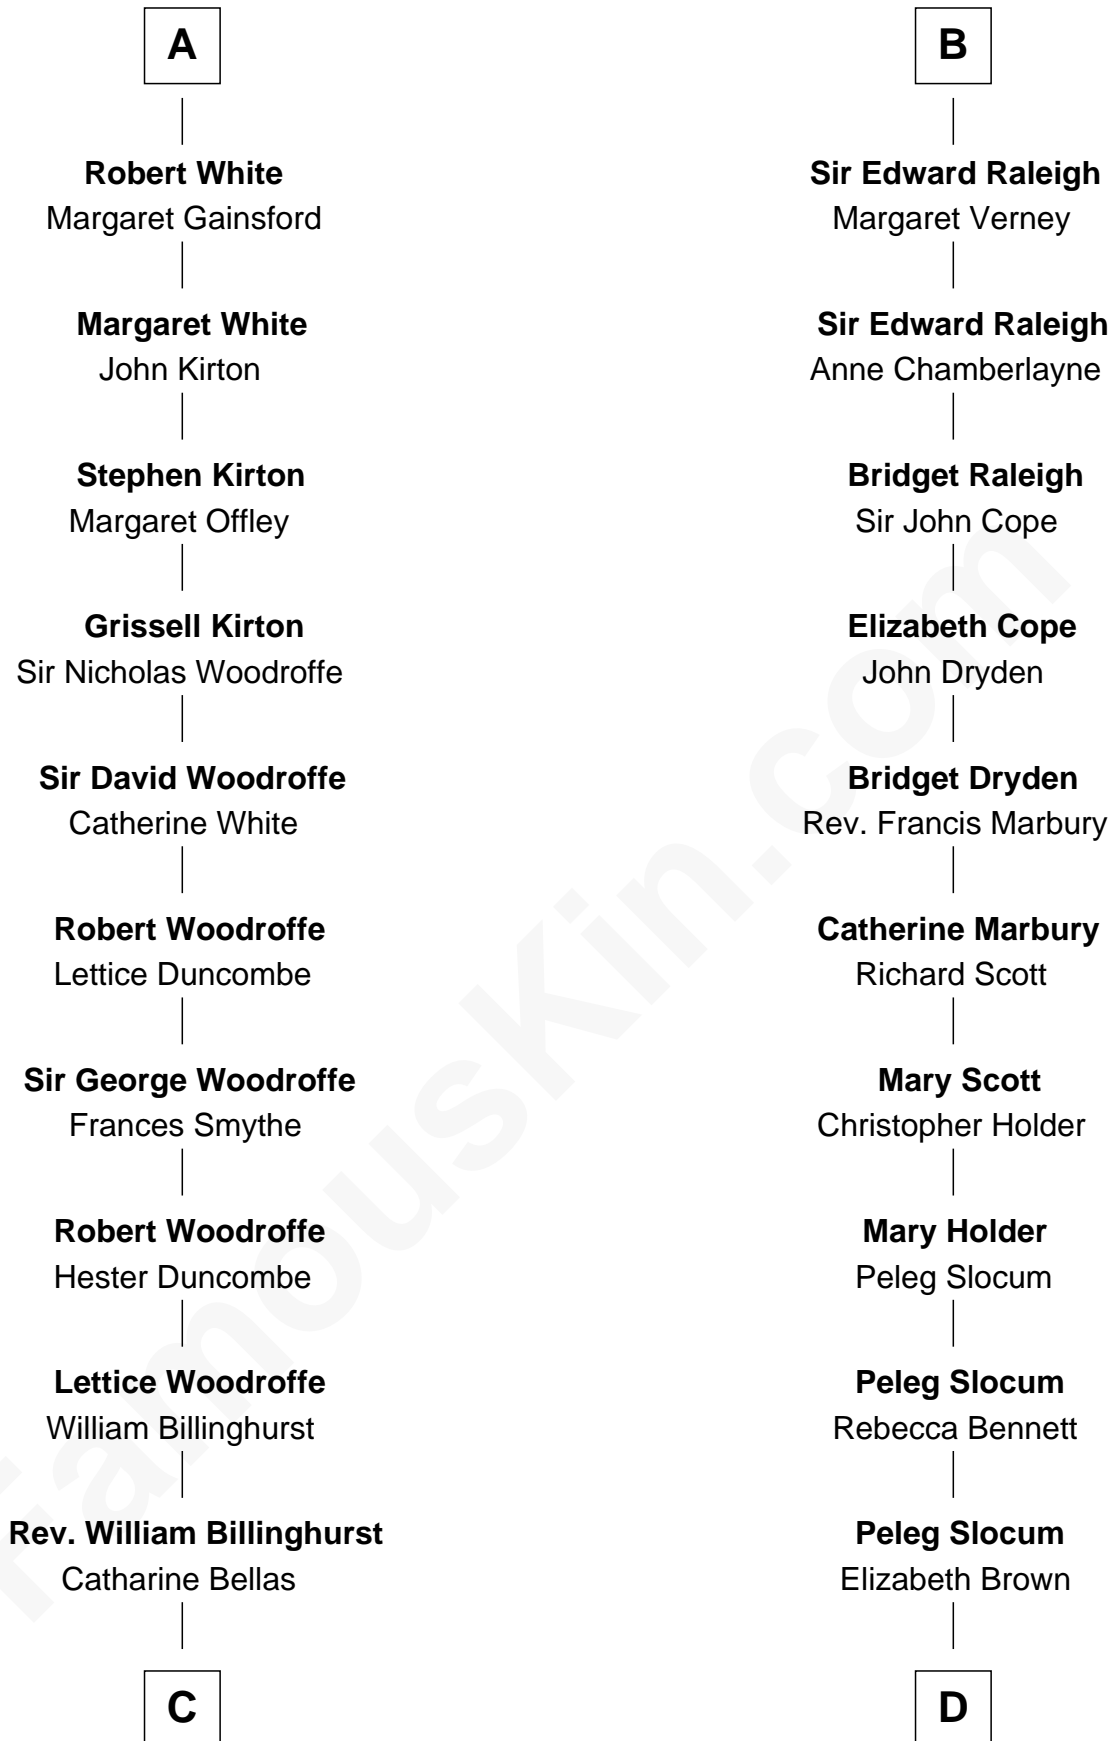 A
Robert White
Margaret Gainsford
Margaret White
John Kirton
Stephen Kirton
Margaret Offley
Grissell Kirton
Sir Nicholas Woodroffe
Sir David Woodroffe
Catherine White
Robert Woodroffe
Lettice Duncombe
Sir George Woodroffe
Frances Smythe
Robert Woodroffe
Hester Duncombe
Lettice Woodroffe
William Billinghurst
Rev. William Billinghurst
Catharine Bellas
C
B
Sir Edward Raleigh
Margaret Verney
Sir Edward Raleigh
Anne Chamberlayne
Bridget Raleigh
Sir John Cope
Elizabeth Cope
John Dryden
Bridget Dryden
Rev. Francis Marbury
Catherine Marbury
Richard Scott
Mary Scott
Christopher Holder
Mary Holder
Peleg Slocum
Peleg Slocum
Rebecca Bennett
Peleg Slocum
Elizabeth Brown
D
FamousKin.com